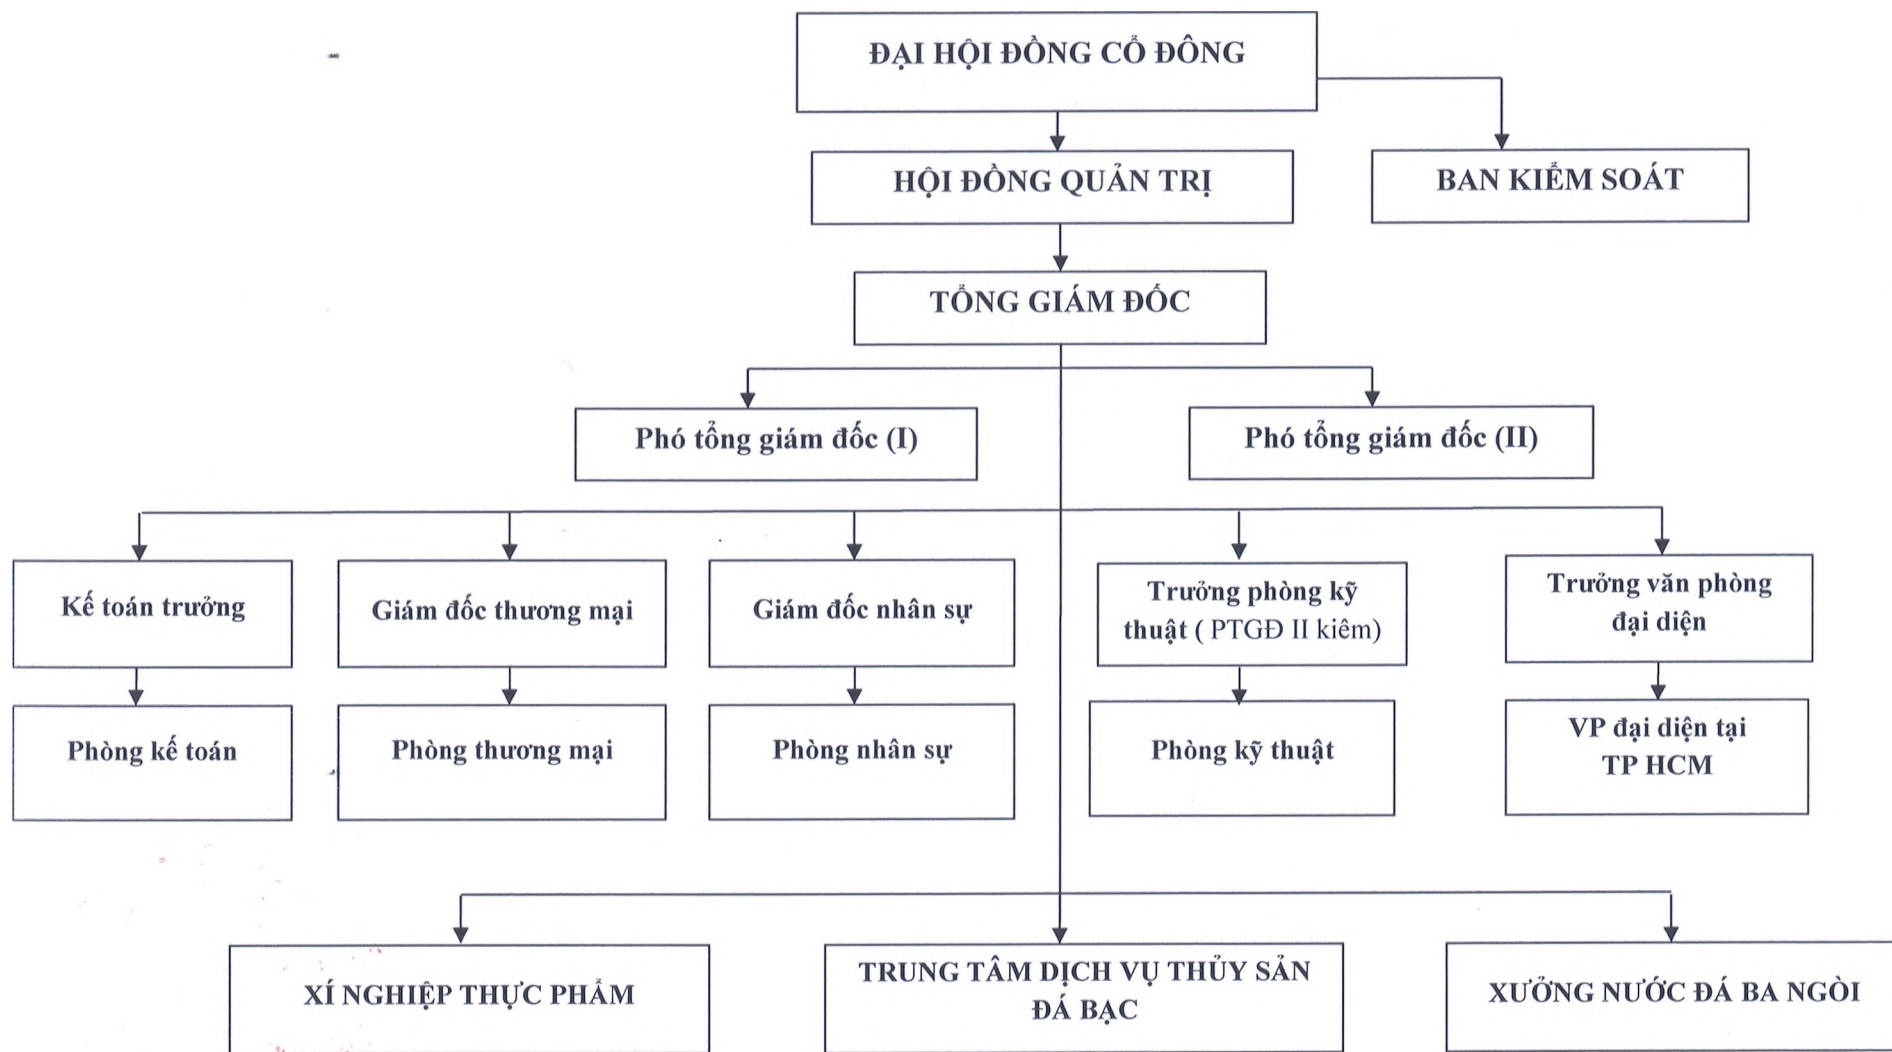 ĐẠI HỘI ĐỒNG CỔ ĐÔNG
HỘI ĐỒNG QUẢN TRỊ
BAN KIỂM SOÁT
TỔNG GIÁM ĐỐC
Phó tổng giám đốc (I)
Phó tổng giám đốc (II)
Kế toán trưởng
Giám đốc thương mại
Giám đốc nhân sự
Trưởng phòng kỹ
thuật ( PTGĐ II kiêm)
Trưởng văn phòng
đại diện
Phòng kế toán
Phòng thương mại
Phòng nhân sự
Phòng kỹ thuật
VP đại diện tại
TP HCM
XÍ NGHIỆP THỰC PHẨM
TRUNG TÂM DỊCH VỤ THỦY SẢN
ĐÁ BẠC
XƯỞNG NƯỚC ĐÁ BA NGÒI